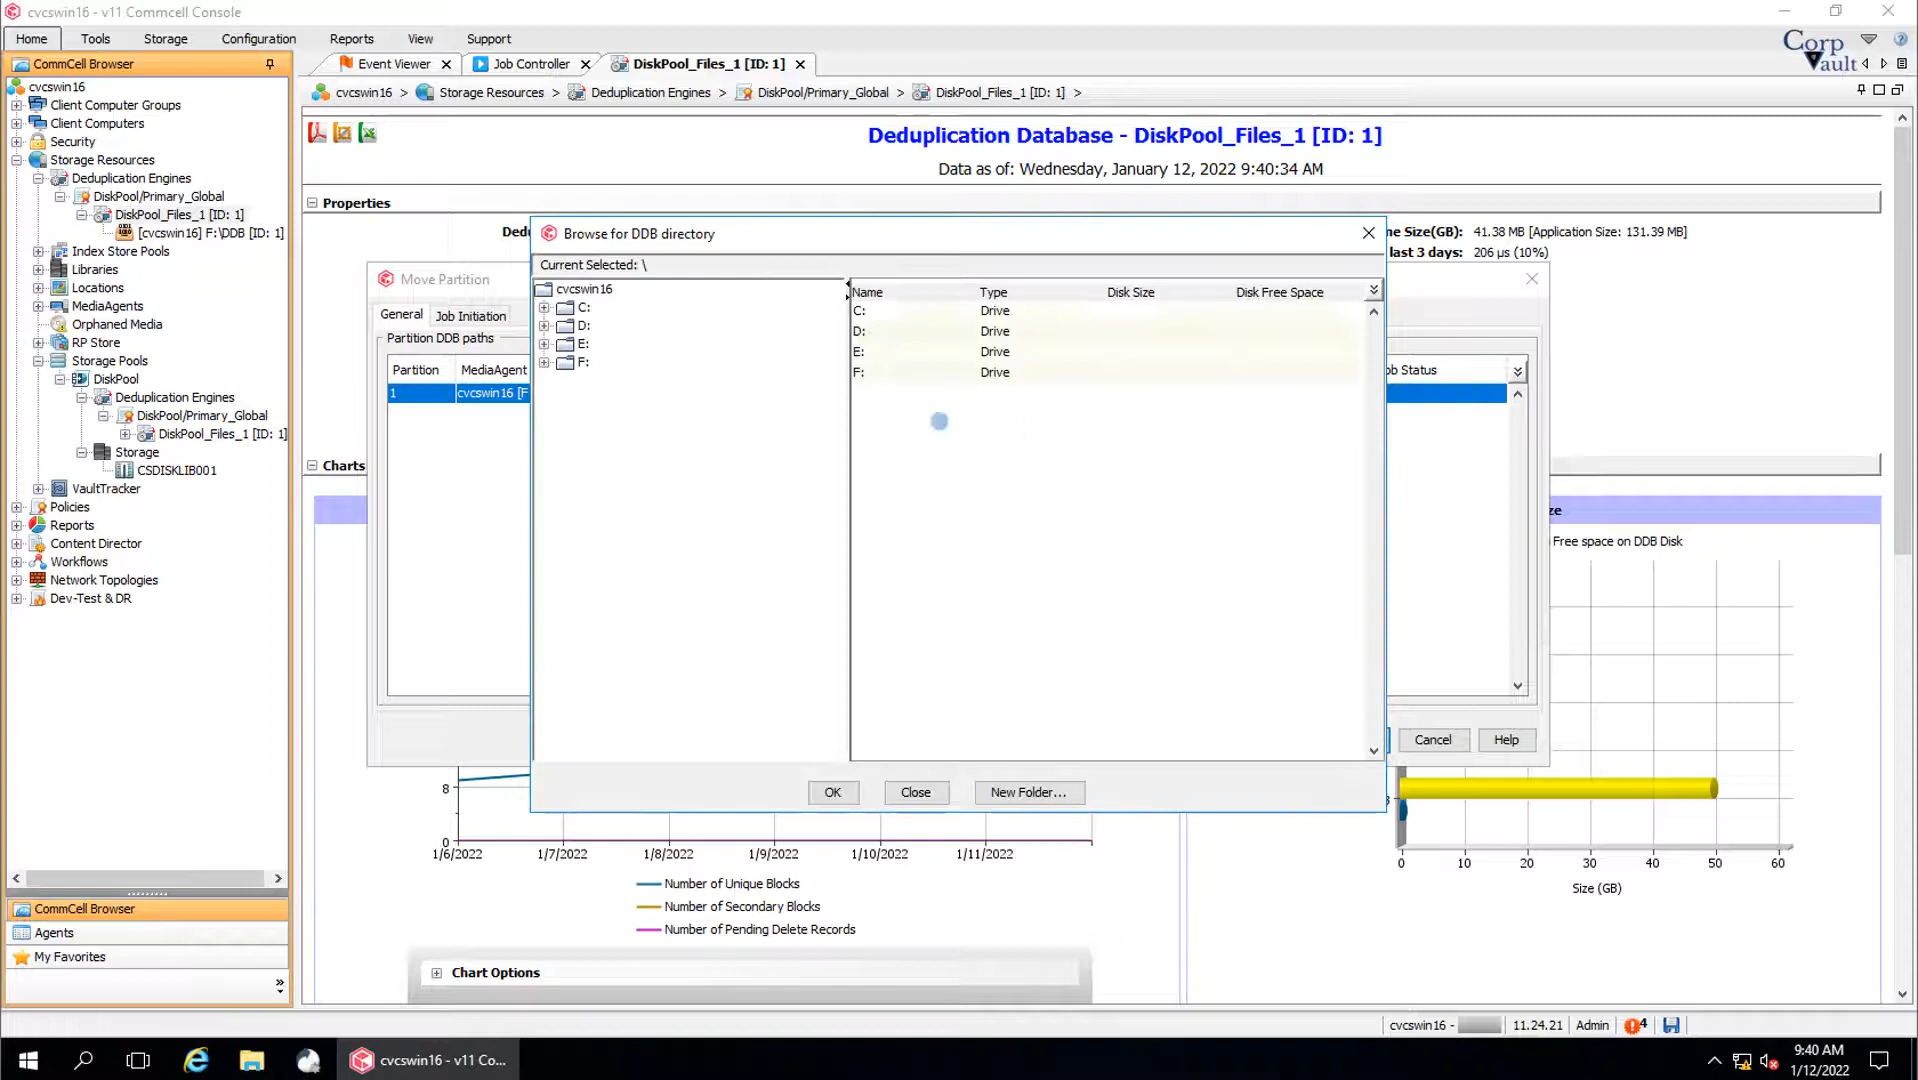 cvcswin16 - v11 Commcell Console
Home Tools Storage Configuration Reports View Support
Corp Vault
CommCell Browser
Event Viewer
Job Controller
DiskPool_Files_1 [ID: 1]
cvcswin16 > Storage Resources > Deduplication Engines > DiskPool/Primary_Global > DiskPool_Files_1 [ID: 1] >
cvcswin16
Client Computer Groups
Client Computers
Security
Storage Resources
Deduplication Engines
DiskPool/Primary_Global
DiskPool_Files_1 [ID: 1]
[cvcswin16] F:\DDB [ID: 1]
Index Store Pools
Libraries
Locations
MediaAgents
Orphaned Media
RP Store
Storage Pools
DiskPool
Deduplication Engines
DiskPool/Primary_Global
DiskPool_Files_1 [ID: 1]
Storage
CSDISKLIB001
VaultTracker
Policies
Reports
Content Director
Workflows
Network Topologies
Dev-Test & DR
CommCell Browser
Agents
My Favorites
Deduplication Database - DiskPool_Files_1 [ID: 1]
Data as of: Wednesday, January 12, 2022 9:40:34 AM
Properties
41.38 MB [Application Size: 131.39 MB]
last 3 days: 206 µs (10%)
Move Partition
General Job Initiation
Partition DDB paths
Partition MediaAgent
1 cvcswin16 [F
Cancel Help
Browse for DDB directory
Current Selected: \
cvcswin16
C:
D:
E:
F:
Name Type Disk Size Disk Free Space
C: Drive
D: Drive
E: Drive
F: Drive
OK Close New Folder...
Charts
Free space on DDB Disk
8
0
1/6/2022 1/7/2022 1/8/2022 1/9/2022 1/10/2022 1/11/2022
Number of Unique Blocks
Number of Secondary Blocks
Number of Pending Delete Records
Chart Options
0 10 20 30 40 50 60
Size (GB)
cvcswin16 - 11.24.21 Admin 4
cvcswin16 - v11 Co...
9:40 AM
1/12/2022